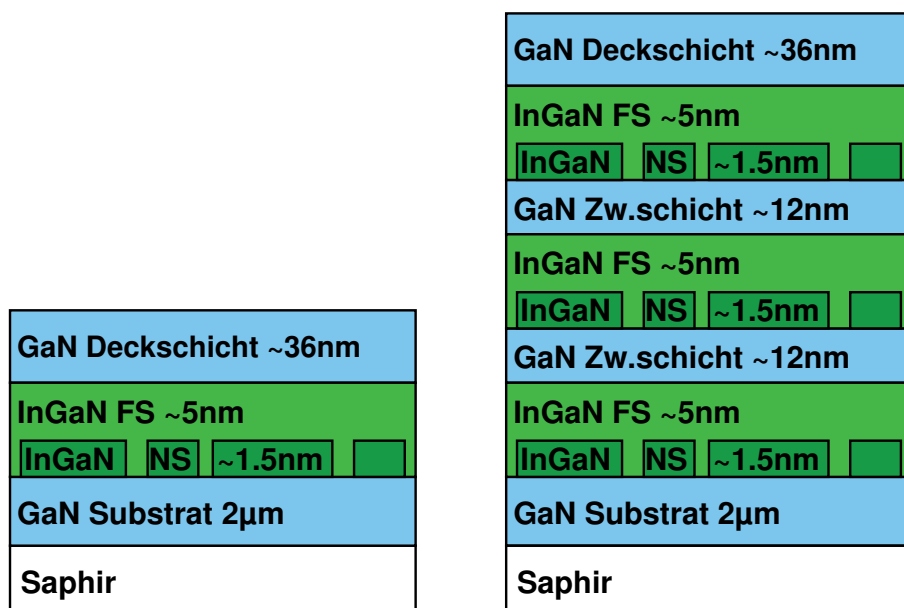 GaN Deckschicht ~36nm
InGaN FS ~5nm
InGaN NS ~1.5nm
GaN Substrat 2µm
Saphir
GaN Deckschicht ~36nm
InGaN FS ~5nm
InGaN NS ~1.5nm
GaN Zw.schicht ~12nm
InGaN FS ~5nm
InGaN NS ~1.5nm
GaN Zw.schicht ~12nm
InGaN FS ~5nm
InGaN NS ~1.5nm
GaN Substrat 2µm
Saphir